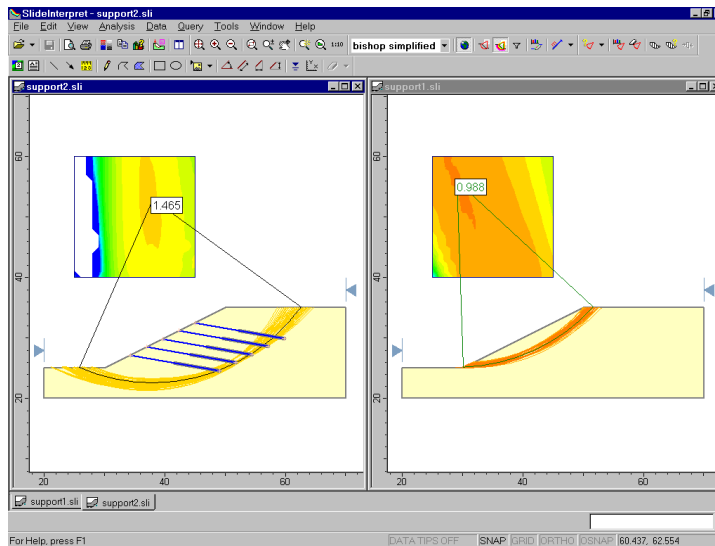 SlideInterpret - support2.sli
File Edit View Analysis Data Query Tools Window Help
1:10 bishop simplified
support2.sli
60
40
20
1.465
20 40 60
support1.sli
60
40
20
0.988
20 40 60
support1.sli support2.sli
For Help, press F1 DATA TIPS OFF SNAP GRID ORTHO OSNAP 60.437, 62.554